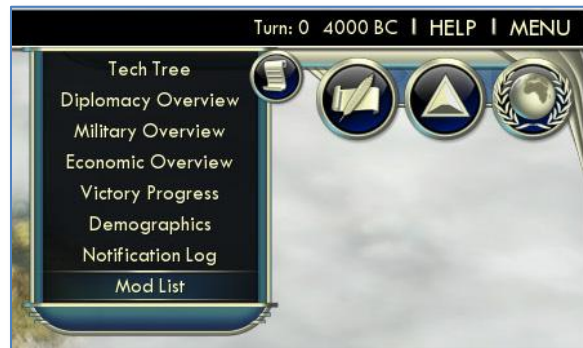 Turn: 0 4000 BC | HELP | MENU
Tech Tree
Diplomacy Overview
Military Overview
Economic Overview
Victory Progress
Demographics
Notification Log
Mod List